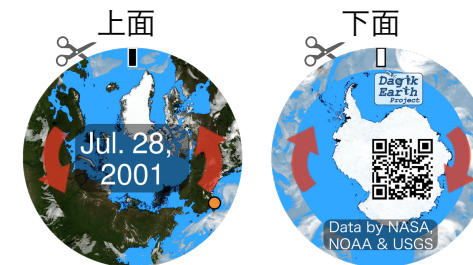 上面
下面
Jul. 28,
2001
Dagik
Earth
Project
Data by NASA,
NOAA & USGS